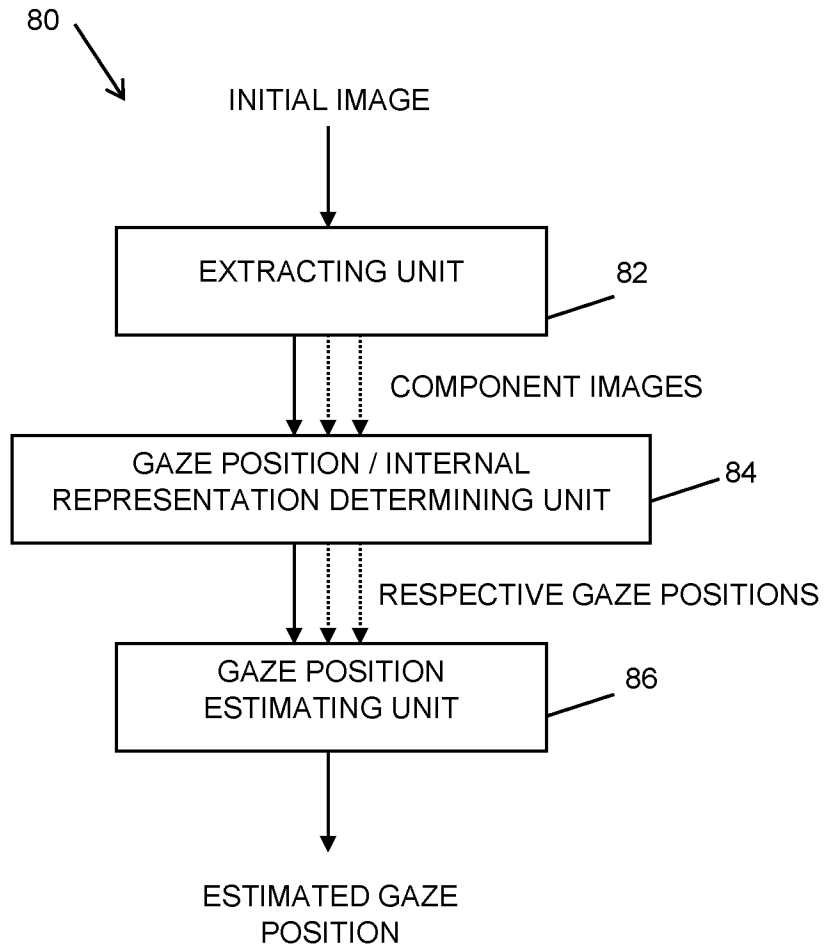 80
INITIAL IMAGE
EXTRACTING UNIT
82
COMPONENT IMAGES
GAZE POSITION / INTERNAL
REPRESENTATION DETERMINING UNIT
84
RESPECTIVE GAZE POSITIONS
GAZE POSITION
ESTIMATING UNIT
86
ESTIMATED GAZE
POSITION